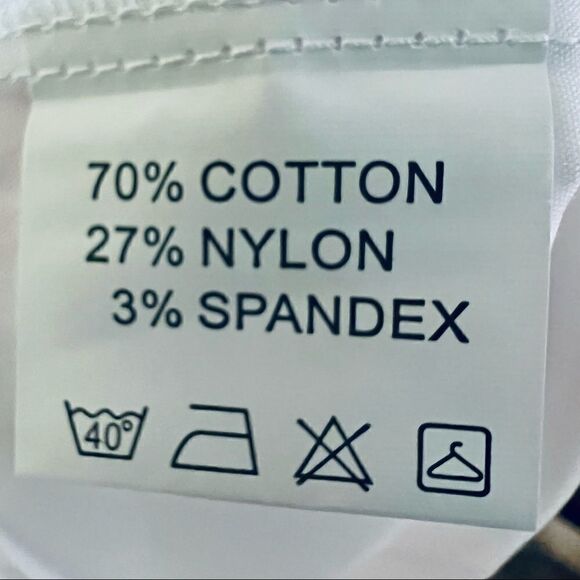 70% COTTON
27% NYLON
3% SPANDEX
40°